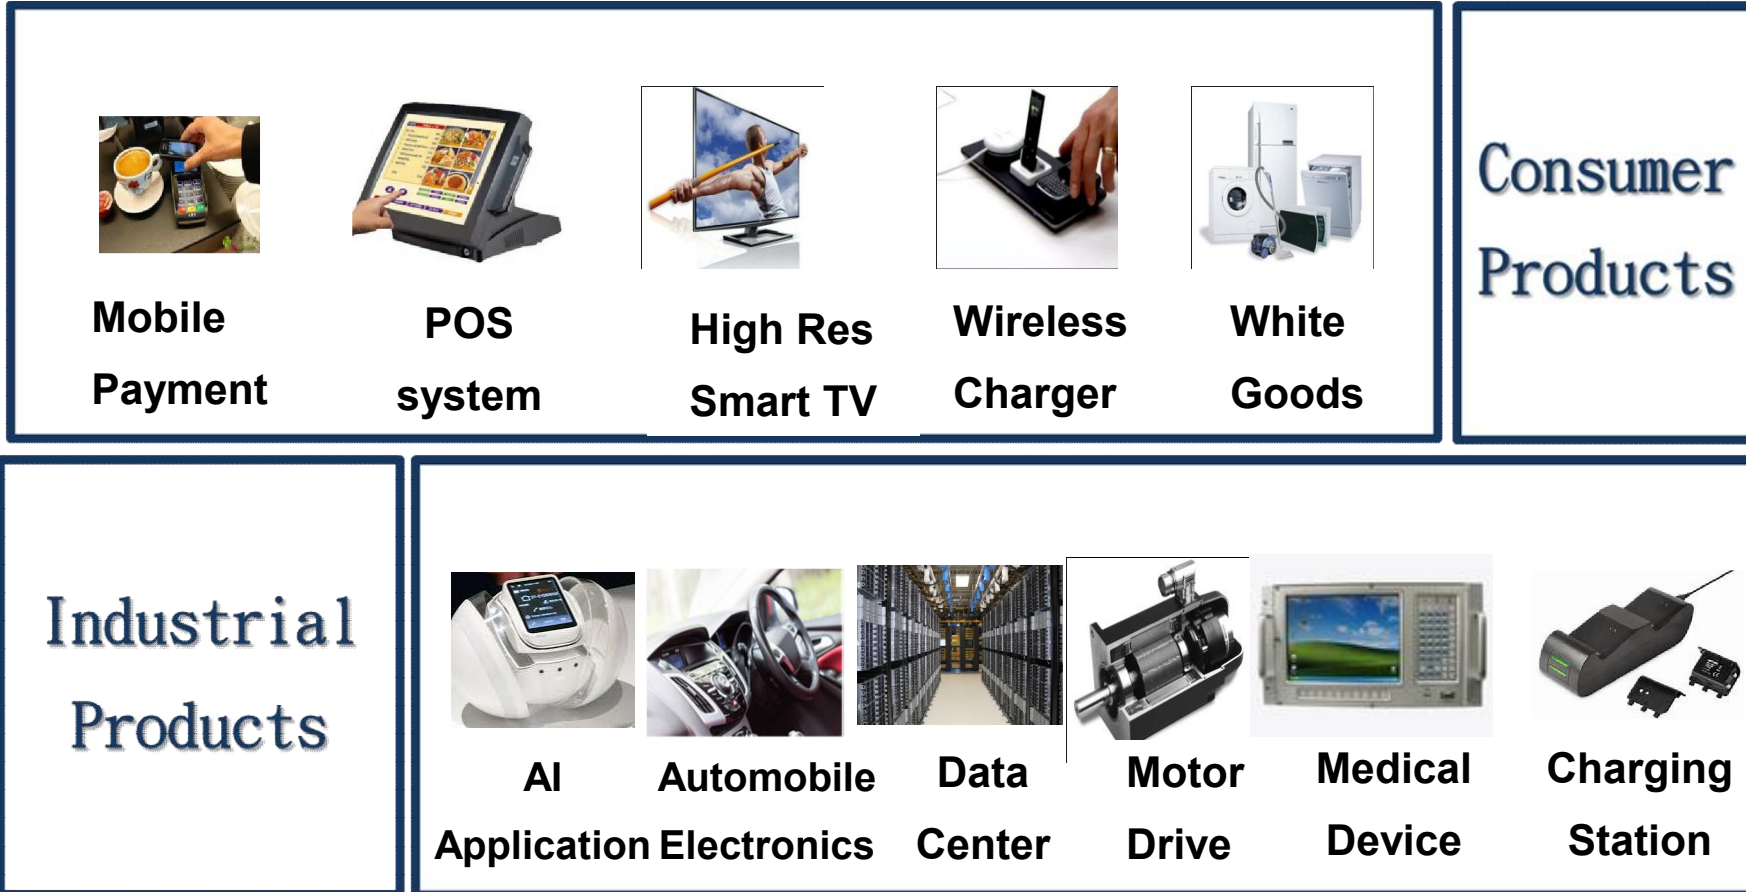 Mobile
Payment
POS
system
High Res
Smart TV
Wireless
Charger
White
Goods
Consumer
Products
Industrial
Products
AI
Application
Automobile
Electronics
Data
Center
Motor
Drive
Medical
Device
Charging
Station